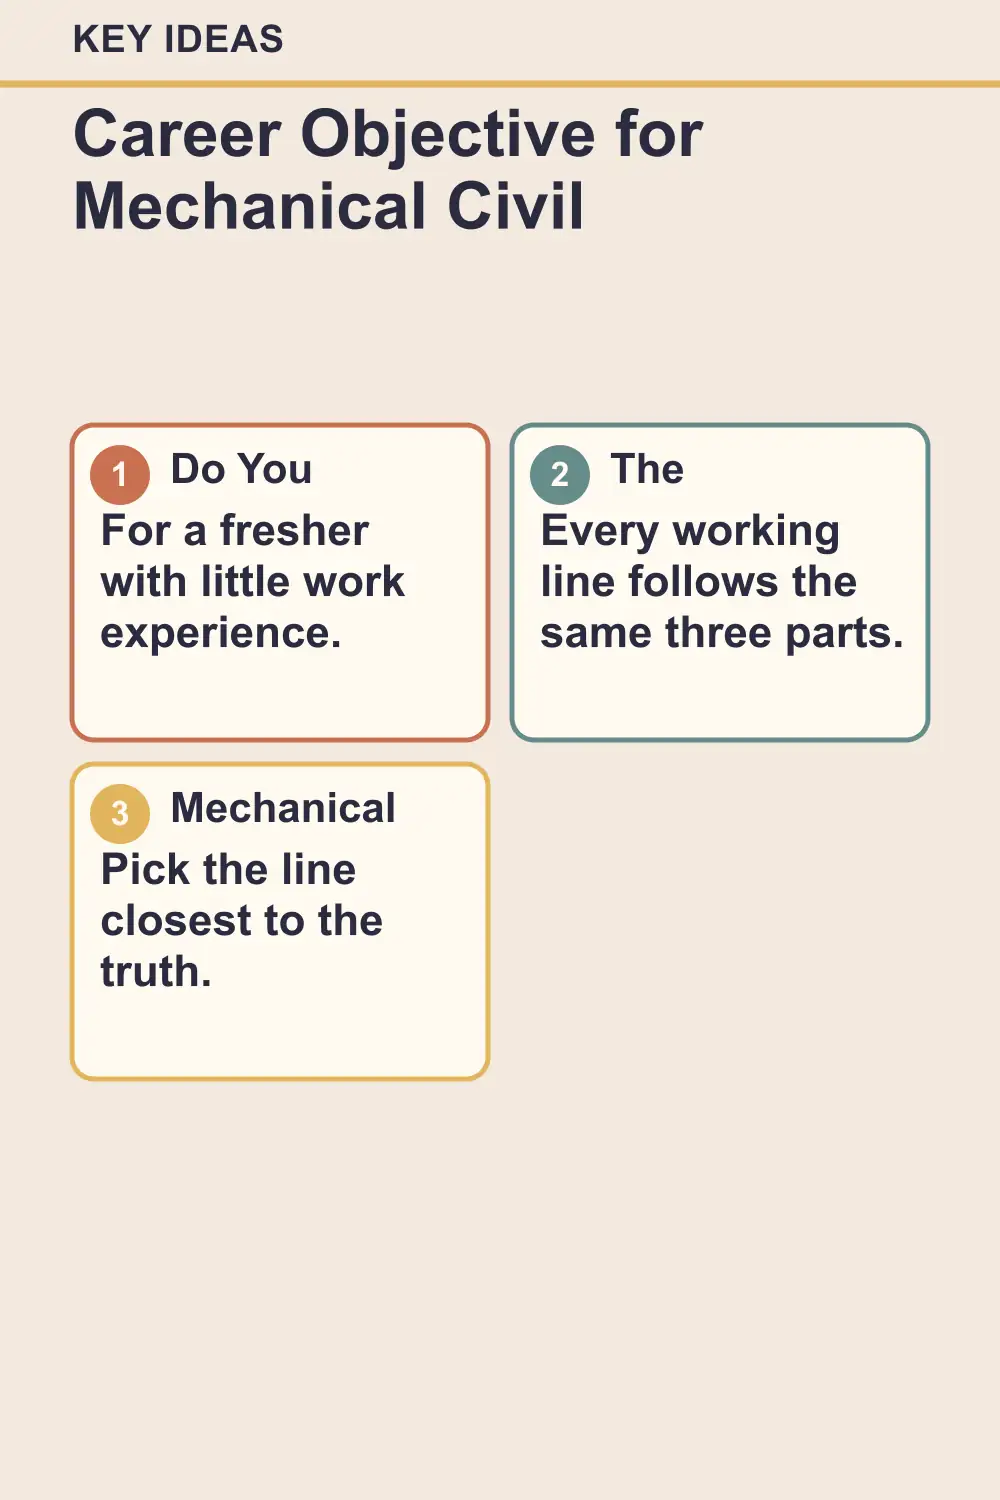 KEY IDEAS
Career Objective for
Mechanical Civil
1 Do You
For a fresher
with little work
experience.
2 The
Every working
line follows the
same three parts.
3 Mechanical
Pick the line
closest to the
truth.